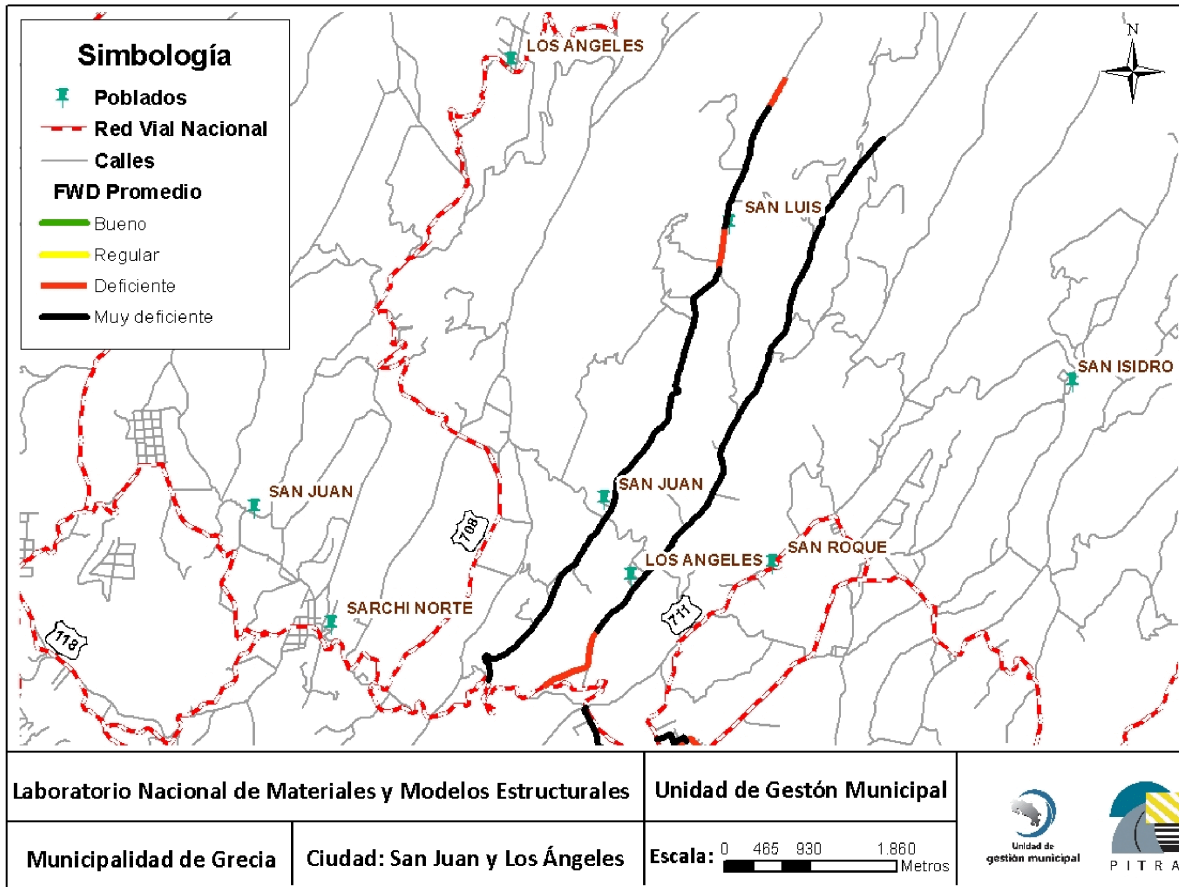 Simbología
Poblados
Red Vial Nacional
Calles
FWD Promedio
Bueno
Regular
Deficiente
Muy deficiente
N
LOS ANGELES
SAN LUIS
SAN ISIDRO
SAN JUAN
SAN JUAN
708
LOS ANGELES
SAN ROQUE
711
SARCHI NORTE
118
Laboratorio Nacional de Materiales y Modelos Estructurales
Unidad de Gestión Municipal
Municipalidad de Grecia
Ciudad: San Juan y Los Ángeles
Escala: 0 465 930 1.860
Metros
Unidad de
gestión municipal
PITRA